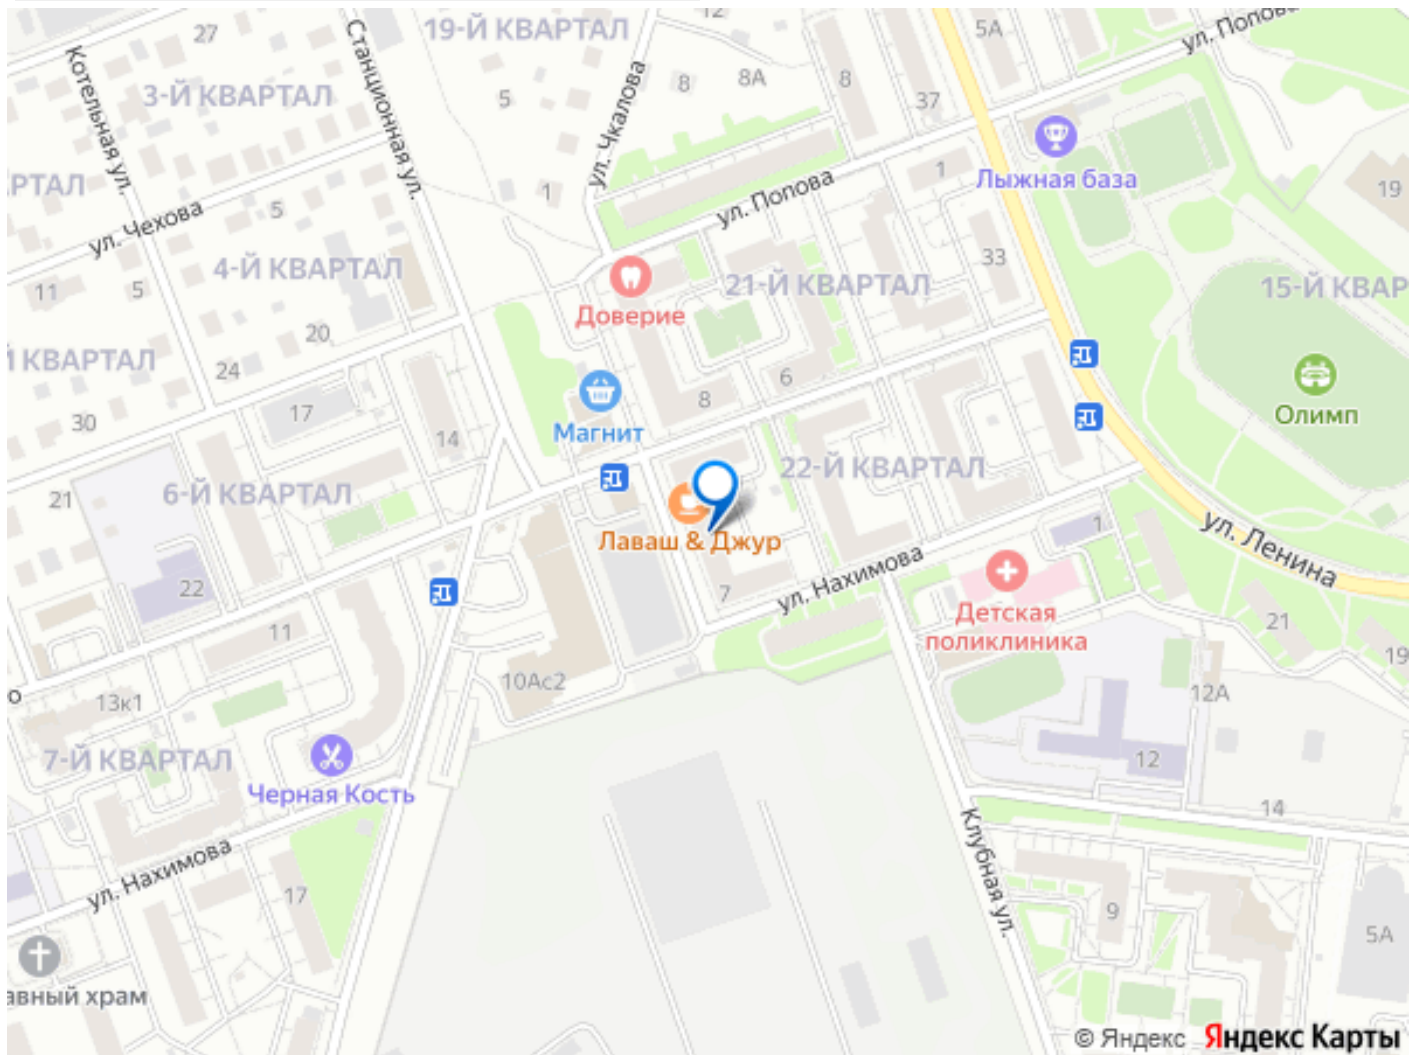 12
19-Й КВАРТАЛ
27
5А
ул. Попова
Котельная ул.
Станционная ул.
3-Й КВАРТАЛ
5
ул. Чкалова
8
8А
8
37
Лыжная база
1
19
РТАЛ
ул. Чехова
5
1
ул. Попова
4-Й КВАРТАЛ
33
21-Й КВАРТАЛ
15-Й КВАР
11
5
Доверие
20
Й КВАРТАЛ
24
6
8
Олимп
30
17
14
Магнит
21
6-Й КВАРТАЛ
22-Й КВАРТАЛ
Лаваш & Джур
1
ул. Ленина
22
7
ул. Нахимова
Детская
поликлиника
11
21
19
о
13к1
10Ас2
12А
7-Й КВАРТАЛ
12
Черная Кость
14
Клубная ул.
ул. Нахимова
17
9
5А
авный храм
© Яндекс Яндекс Карты